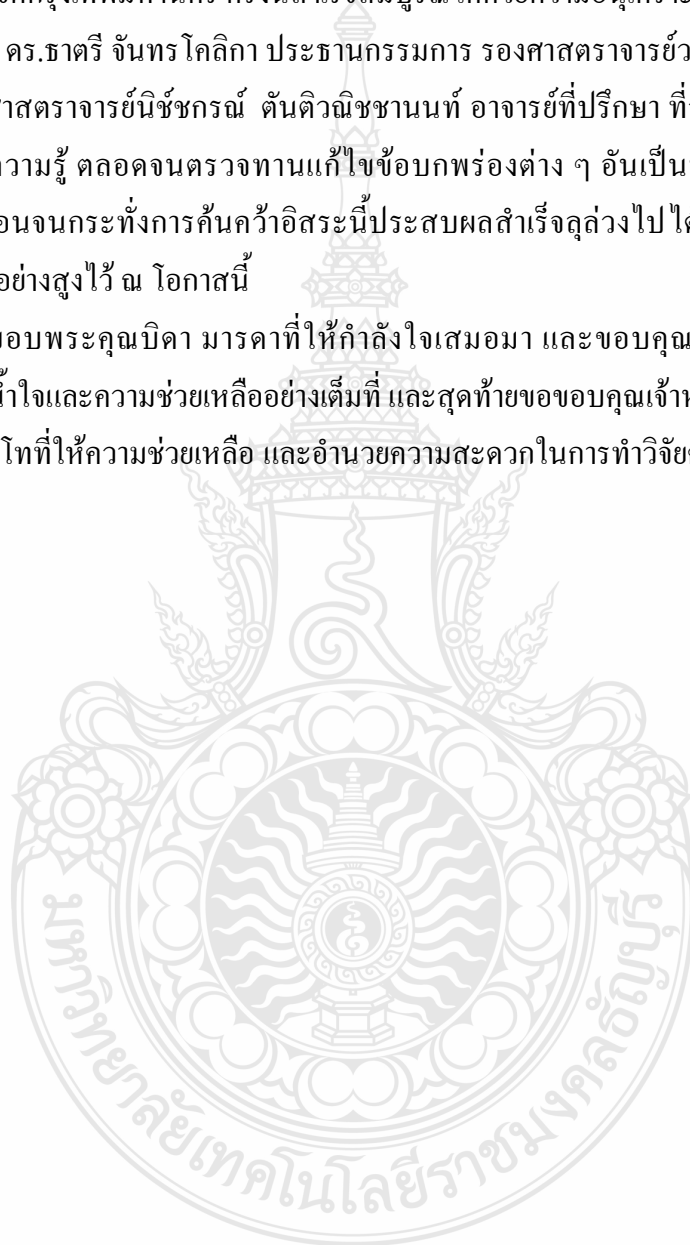 ดร.ธาตรี จันทรโคลิกา ประธานกรรมการ รองศาสตราจารย์
ศาสตราจารย์นิช์ชกรณ์ ตันติวณิชชานนท์ อาจารย์ที่ปรึกษา
ความรู้ ตลอดจนตรวจทานแก้ไขข้อบกพร่องต่าง ๆ อันเป็น
จนกระทั่งการค้นคว้าอิสระนี้ประสบผลสำเร็จลุล่วงไป
อย่างสูงไว้ ณ โอกาสนี้
ขอบพระคุณบิดา มารดาที่ให้กำลังใจเสมอมา และขอบคุณ
น้ำใจและความช่วยเหลืออย่างเต็มที่ และสุดท้ายขอขอบคุณ
โทที่ให้ความช่วยเหลือ และอำนวยความสะดวกในการทำวิจัย
มหาวิทยาลัยเทคโนโลยีราชมงคลธัญบุรี